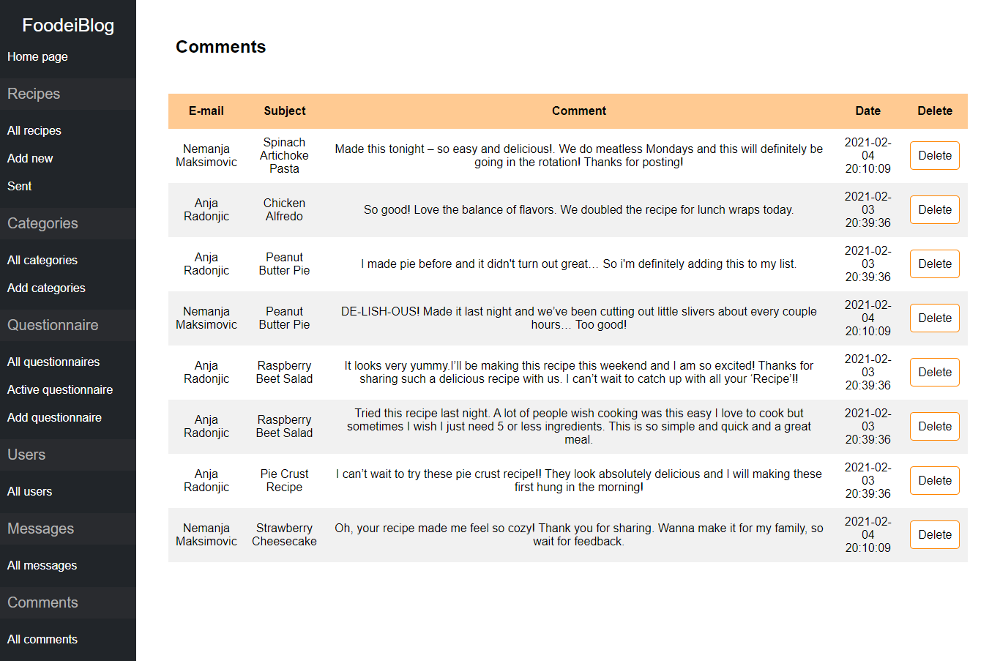 FoodeiBlog
Home page
Recipes
All recipes
Add new
Sent
Categories
All categories
Add categories
Questionnaire
All questionnaires
Active questionnaire
Add questionnaire
Users
All users
Messages
All messages
Comments
All comments
Comments
E-mail Subject Comment Date Delete
Nemanja
Maksimovic
Spinach
Artichoke
Pasta
Made this tonight – so easy and delicious!. We do meatless Mondays and this will definitely be
going in the rotation! Thanks for posting!
2021-02-
04
20:10:09
Delete
Anja
Radonjic
Chicken
Alfredo
So good! Love the balance of flavors. We doubled the recipe for lunch wraps today.
2021-02-
03
20:39:36
Delete
Anja
Radonjic
Peanut
Butter Pie
I made pie before and it didn't turn out great… So i'm definitely adding this to my list.
2021-02-
03
20:39:36
Delete
Nemanja
Maksimovic
Peanut
Butter Pie
DE-LISH-OUS! Made it last night and we’ve been cutting out little slivers about every couple
hours… Too good!
2021-02-
04
20:10:09
Delete
Anja
Radonjic
Raspberry
Beet Salad
It looks very yummy.I’ll be making this recipe this weekend and I am so excited! Thanks for
sharing such a delicious recipe with us. I can’t wait to catch up with all your ‘Recipe’!!
2021-02-
03
20:39:36
Delete
Anja
Radonjic
Raspberry
Beet Salad
Tried this recipe last night. A lot of people wish cooking was this easy I love to cook but
sometimes I wish I just need 5 or less ingredients. This is so simple and quick and a great
meal.
2021-02-
03
20:39:36
Delete
Anja
Radonjic
Pie Crust
Recipe
I can’t wait to try these pie crust recipe!! They look absolutely delicious and I will making these
first hung in the morning!
2021-02-
03
20:39:36
Delete
Nemanja
Maksimovic
Strawberry
Cheesecake
Oh, your recipe made me feel so cozy! Thank you for sharing. Wanna make it for my family, so
wait for feedback.
2021-02-
04
20:10:09
Delete